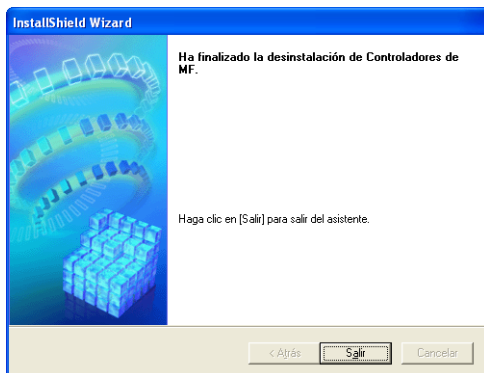 InstallShield Wizard
Ha finalizado la desinstalación de Controladores de
MF.
Haga clic en [Salir] para salir del asistente.
< Atrás
Salir
Cancelar